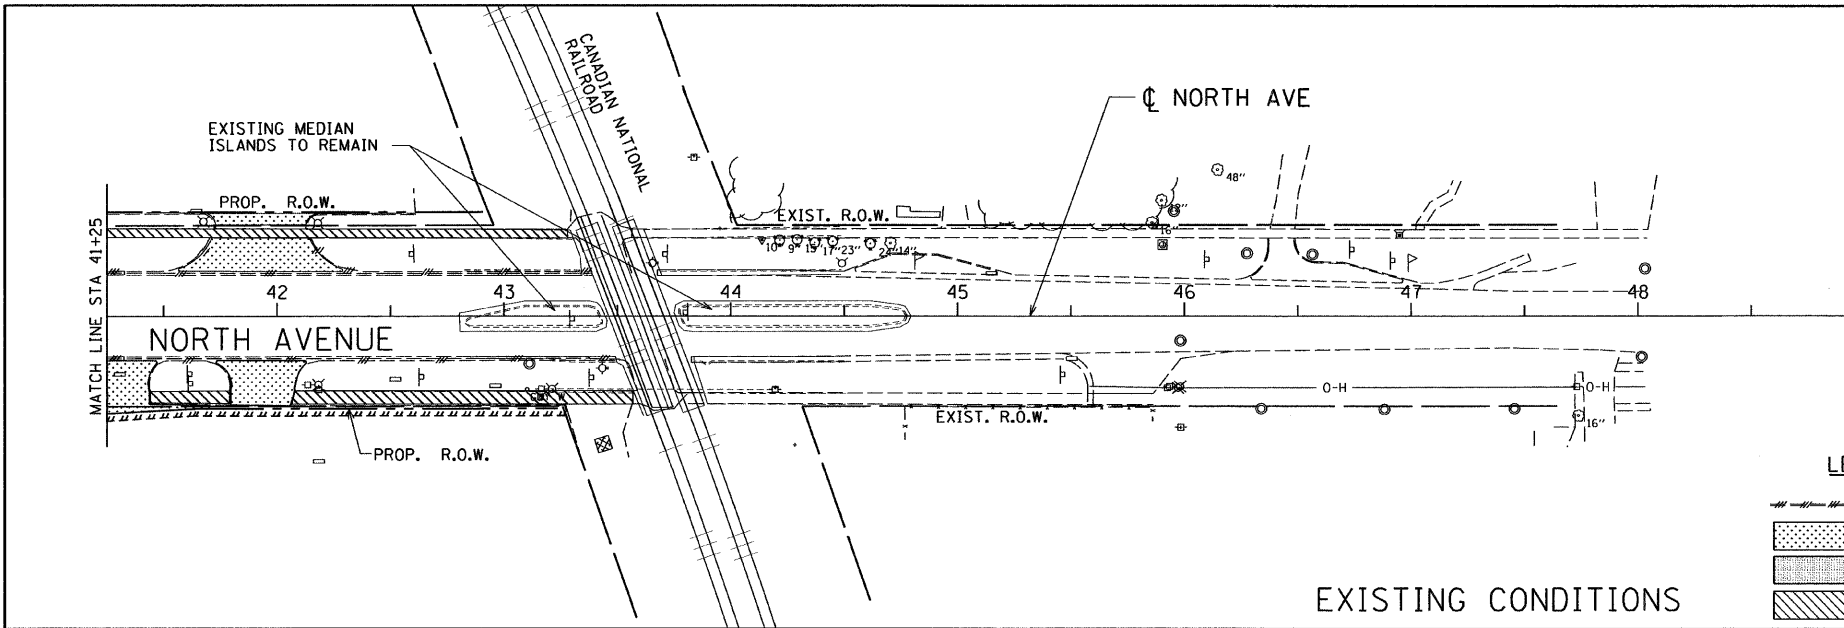 CANADIAN NATIONAL
RAILROAD
℄ NORTH AVE
EXISTING MEDIAN
ISLANDS TO REMAIN
48"
PROP. R.O.W.
EXIST. R.O.W.
16"
10" 9" 15" 17" 23" 24" 14"
MATCH LINE STA 41+25
42 43 44 45 46 47 48
NORTH AVENUE
O-H O-H
EXIST. R.O.W.
16"
PROP. R.O.W.
EXISTING CONDITIONS